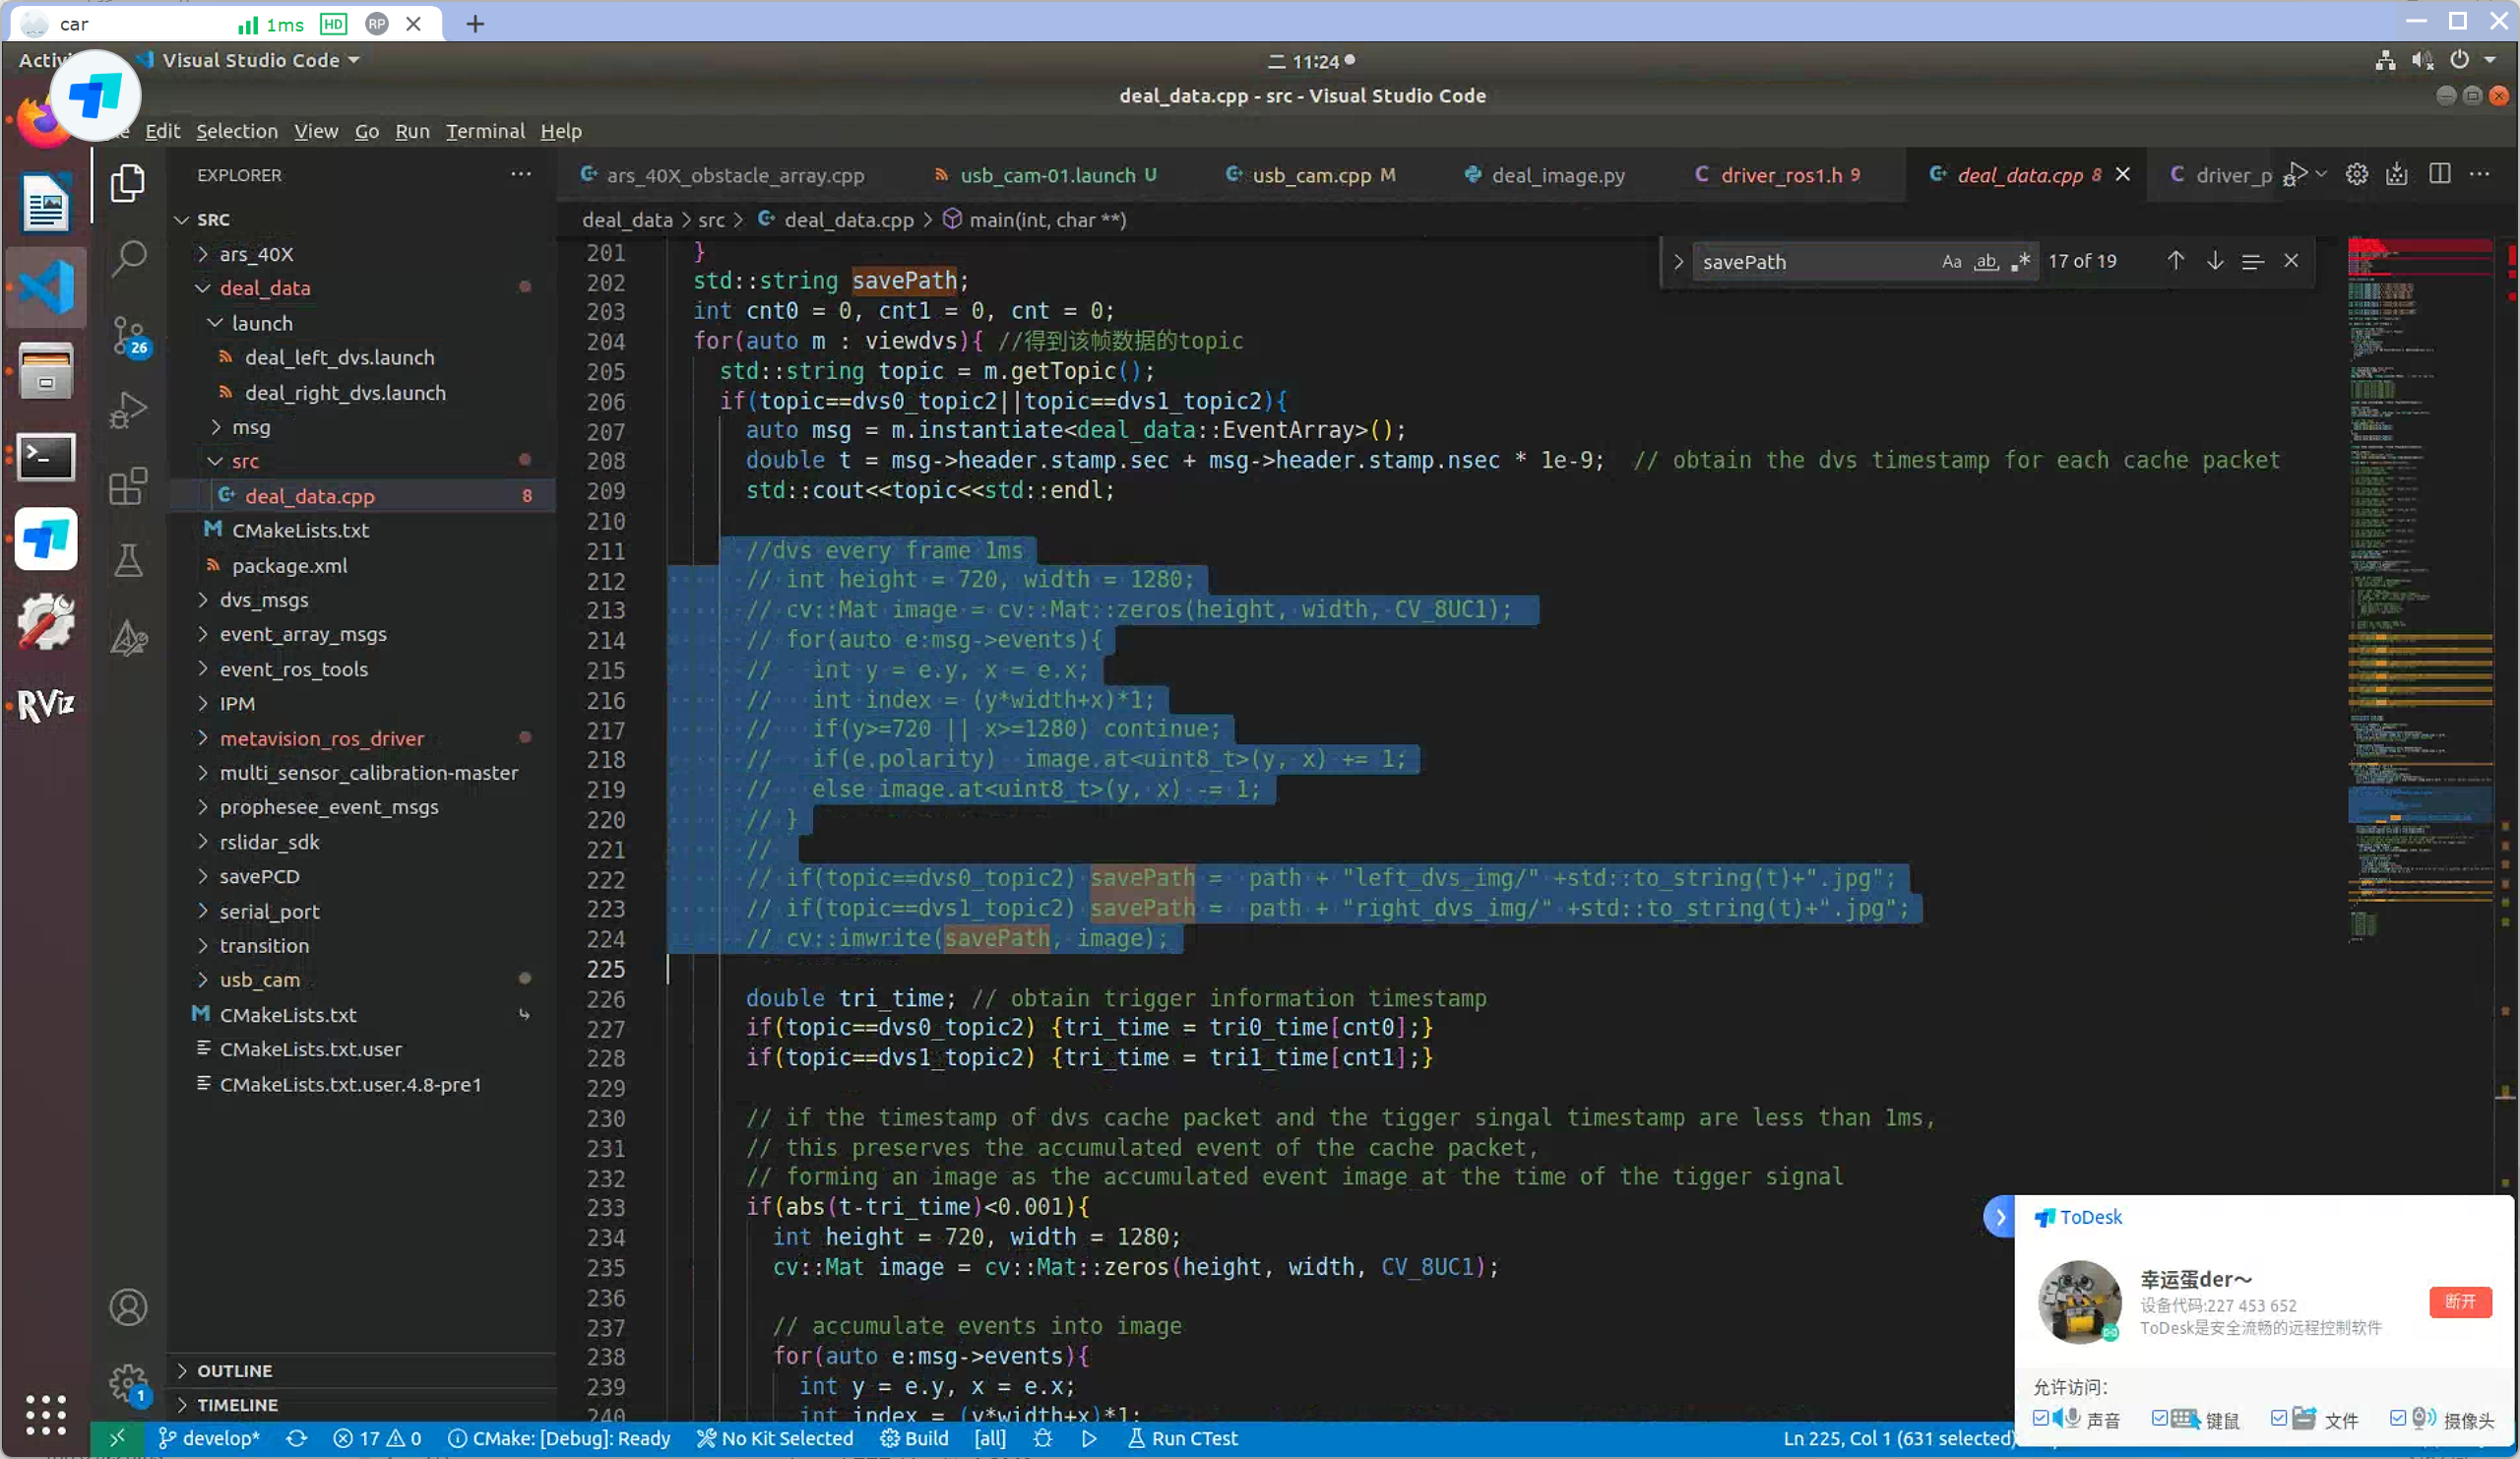 car 1ms HD RP
Visual Studio Code
二 11:24
deal_data.cpp - src - Visual Studio Code
Edit Selection View Go Run Terminal Help
EXPLORER
ars_40X_obstacle_array.cpp usb_cam-01.launch U usb_cam.cpp M deal_image.py driver_ros1.h 9 deal_data.cpp 8 driver_p
deal_data > src > deal_data.cpp > main(int, char **)
savePath Aa ab .* 17 of 19
SRC
ars_40X
deal_data
launch
deal_left_dvs.launch
deal_right_dvs.launch
msg
src
deal_data.cpp 8
CMakeLists.txt
package.xml
dvs_msgs
event_array_msgs
event_ros_tools
IPM
metavision_ros_driver
multi_sensor_calibration-master
prophesee_event_msgs
rslidar_sdk
savePCD
serial_port
transition
usb_cam
CMakeLists.txt
CMakeLists.txt.user
CMakeLists.txt.user.4.8-pre1
OUTLINE
TIMELINE
26
1
RViz
201 }
202 std::string savePath;
203 int cnt0 = 0, cnt1 = 0, cnt = 0;
204 for(auto m : viewdvs){ //得到该帧数据的topic
205 std::string topic = m.getTopic();
206 if(topic==dvs0_topic2||topic==dvs1_topic2){
207 auto msg = m.instantiate<deal_data::EventArray>();
208 double t = msg->header.stamp.sec + msg->header.stamp.nsec * 1e-9; // obtain the dvs timestamp for each cache packet
209 std::cout<<topic<<std::endl;
210
211 //dvs every frame 1ms
212 // int height = 720, width = 1280;
213 // cv::Mat image = cv::Mat::zeros(height, width, CV_8UC1);
214 // for(auto e:msg->events){
215 // int y = e.y, x = e.x;
216 // int index = (y*width+x)*1;
217 // if(y>=720 || x>=1280) continue;
218 // if(e.polarity) image.at<uint8_t>(y, x) += 1;
219 // else image.at<uint8_t>(y, x) -= 1;
220 // }
221 //
222 // if(topic==dvs0_topic2) savePath = path + "left_dvs_img/" +std::to_string(t)+".jpg";
223 // if(topic==dvs1_topic2) savePath = path + "right_dvs_img/" +std::to_string(t)+".jpg";
224 // cv::imwrite(savePath, image);
225
226 double tri_time; // obtain trigger information timestamp
227 if(topic==dvs0_topic2) {tri_time = tri0_time[cnt0];}
228 if(topic==dvs1_topic2) {tri_time = tri1_time[cnt1];}
229
230 // if the timestamp of dvs cache packet and the tigger singal timestamp are less than 1ms,
231 // this preserves the accumulated event of the cache packet,
232 // forming an image as the accumulated event image at the time of the tigger signal
233 if(abs(t-tri_time)<0.001){
234 int height = 720, width = 1280;
235 cv::Mat image = cv::Mat::zeros(height, width, CV_8UC1);
236
237 // accumulate events into image
238 for(auto e:msg->events){
239 int y = e.y, x = e.x;
240 int index = (y*width+x)*1;
ToDesk
幸运蛋der～
设备代码:227 453 652
ToDesk是安全流畅的远程控制软件
断开
允许访问:
声音 键鼠 文件 摄像头
develop* 17 0 CMake: [Debug]: Ready No Kit Selected Build [all] Run CTest Ln 225, Col 1 (631 selected)